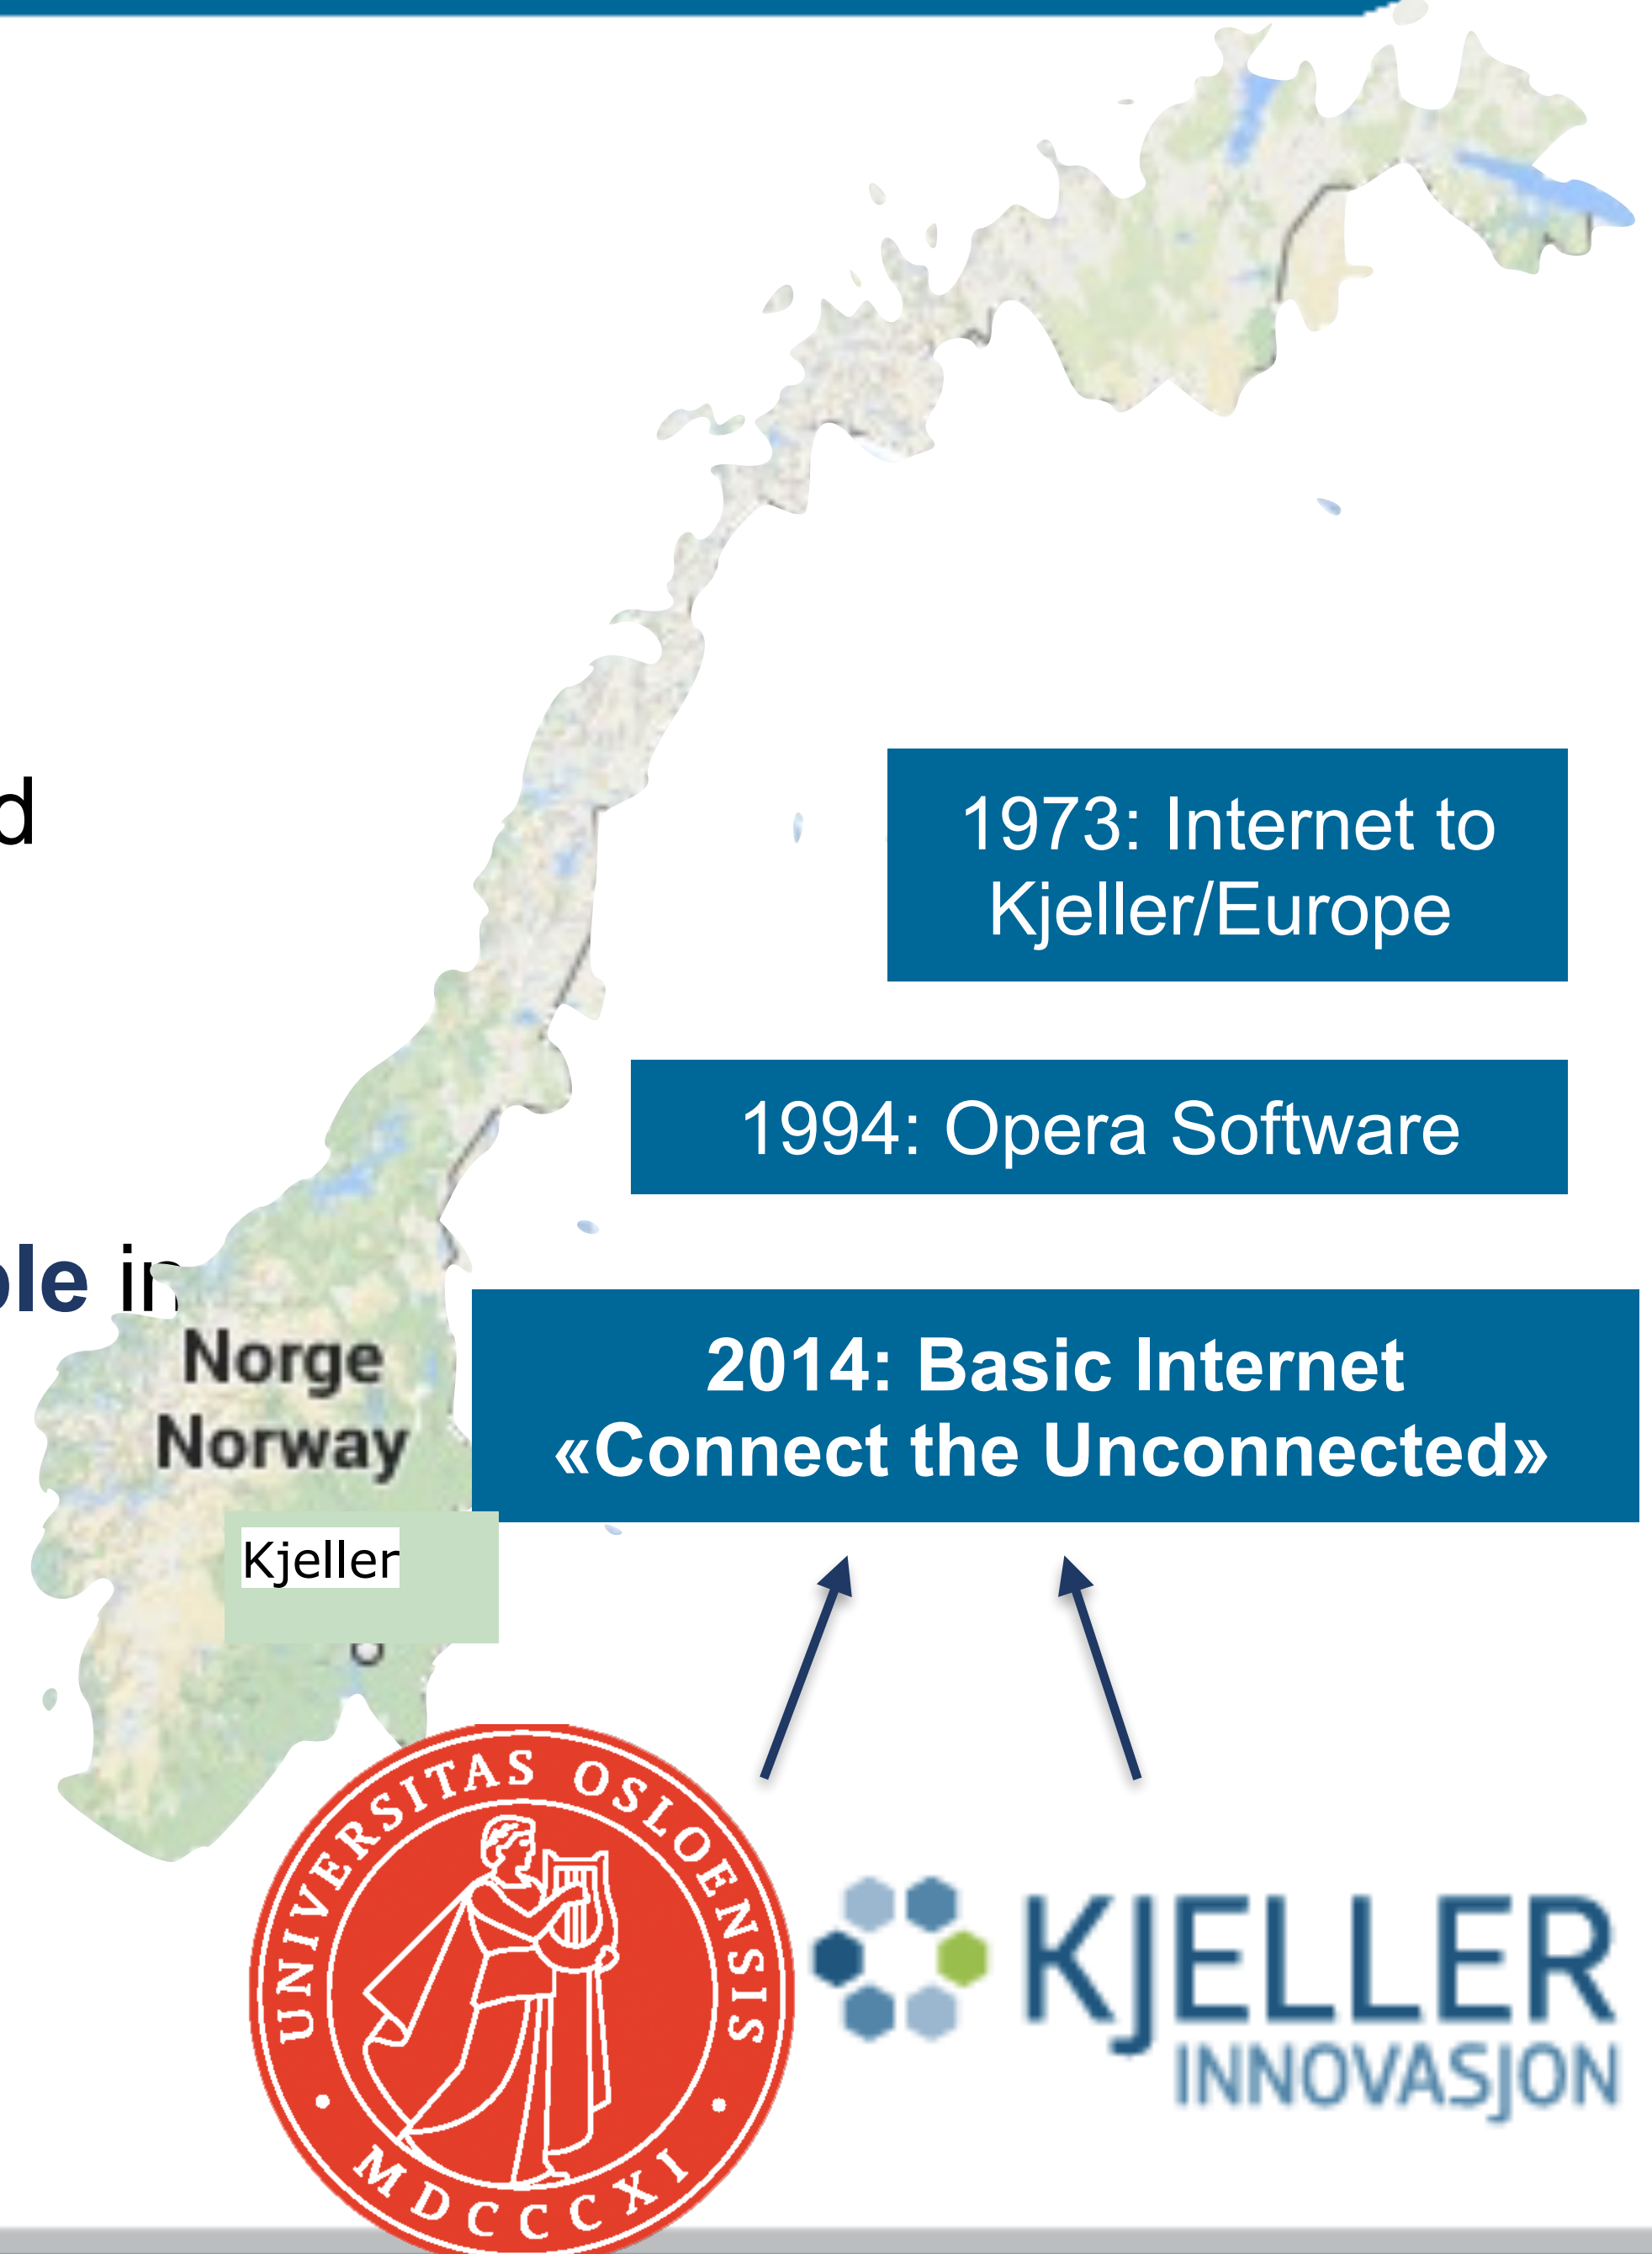 d
1973: Internet to
Kjeller/Europe
1994: Opera Software
ble in
Norge
Norway
2014: Basic Internet
«Connect the Unconnected»
Kjeller
UNIVERSITAS OSLOENSIS
MDCCCXI
KJELLER
INNOVASJON